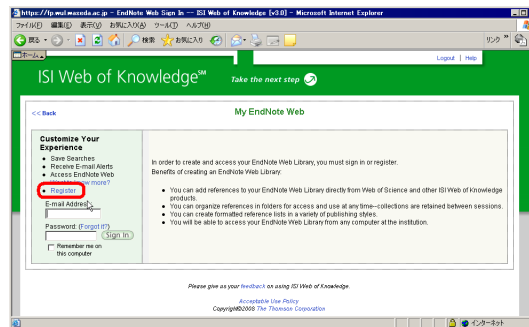 https://fp.wul.waseda.ac.jp - EndNote Web Sign In --- ISI Web of Knowledge [v3.0] - Microsoft Internet Explorer
ファイル(F) 編集(E) 表示(V) お気に入り(A) ツール(T) ヘルプ(H)
戻る 検索 お気に入り リンク
ホーム
Logout | Help
ISI Web of Knowledge℠ Take the next step
<< Back
My EndNote Web
Customize Your
Experience
• Save Searches
• Receive E-mail Alerts
• Access EndNote Web
more?
• Register
E-mail Address
Password: (Forgot it?)
Sign In
Remember me on
this computer
In order to create and access your EndNote Web Library, you must sign in or register.
Benefits of creating an EndNote Web Library:
• You can add references to your EndNote Web Library directly from Web of Science and other ISI Web of Knowledge
products.
• You can organize references in folders for access and use at any time--collections are retained between sessions.
• You can create formatted reference lists in a variety of publishing styles.
• You will be able to access your EndNote Web Library from any computer at the institution.
Please give us your feedback on using ISI Web of Knowledge.
Acceptable Use Policy
Copyright©2008 The Thomson Corporation
インターネット